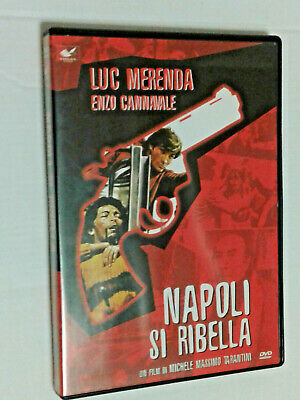 LUC MERENDA
ENZO CANNAVALE
NAPOLI
SI RIBELLA
UN FILM DI MICHELE MASSIMO TARANTINI
DVD